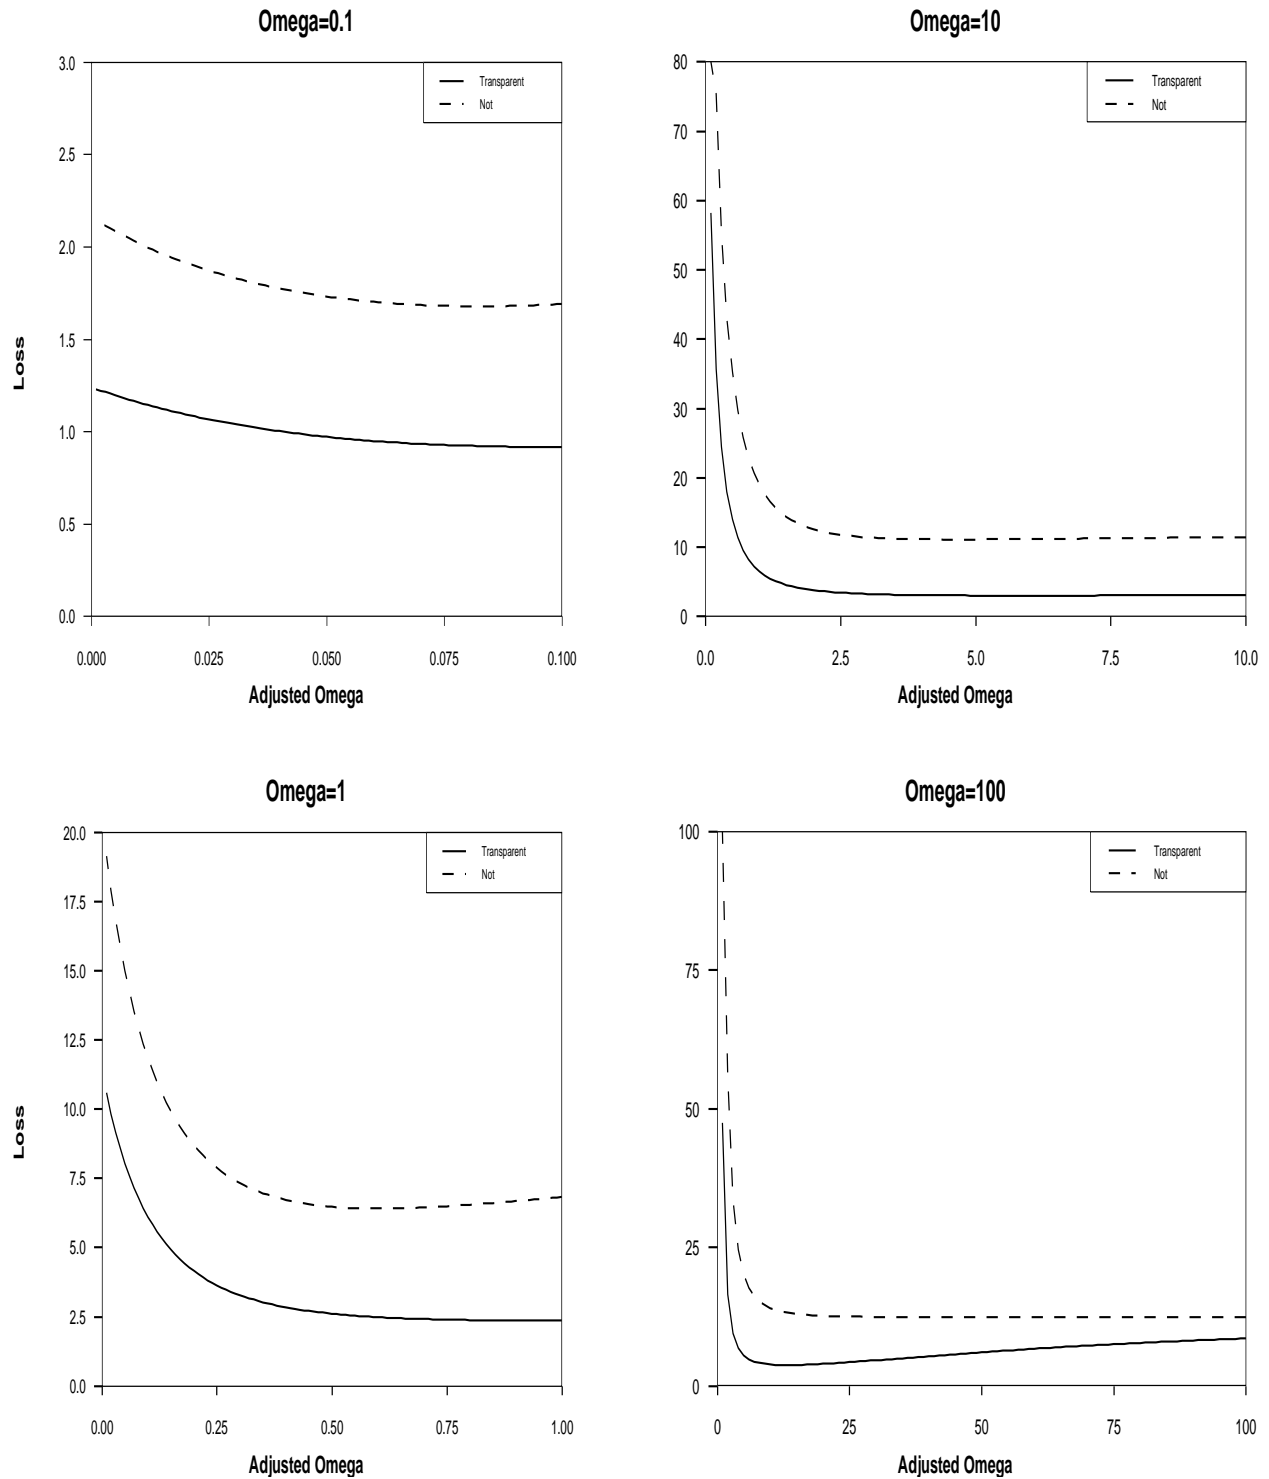 Omega=0.1
3.0
2.5
2.0
1.5
1.0
0.5
0.0
Loss
Transparent
Not
0.000
0.025
0.050
0.075
0.100
Adjusted Omega
Omega=10
80
70
60
50
40
30
20
10
0
Transparent
Not
0.0
2.5
5.0
7.5
10.0
Adjusted Omega
Omega=1
20.0
17.5
15.0
12.5
10.0
7.5
5.0
2.5
0.0
Loss
Transparent
Not
0.00
0.25
0.50
0.75
1.00
Adjusted Omega
Omega=100
100
75
50
25
0
Transparent
Not
0
25
50
75
100
Adjusted Omega